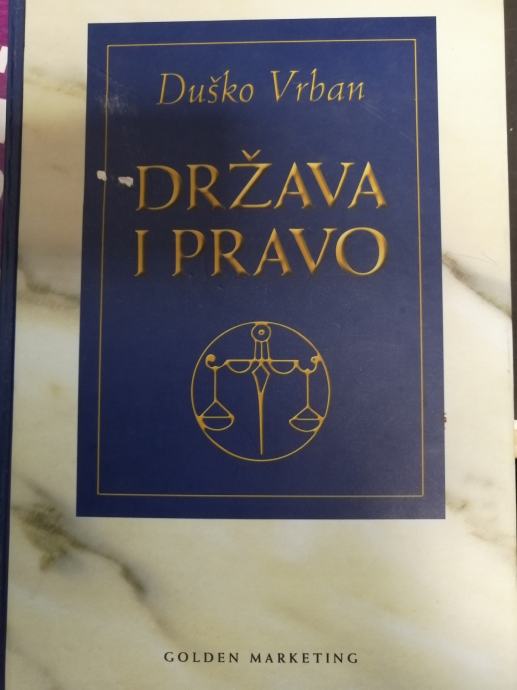 Duško Vrban
DRŽAVA
I PRAVO
GOLDEN MARKETING